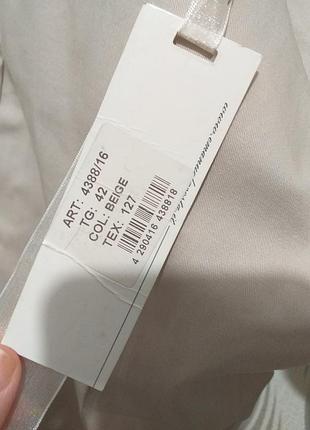 ART: 4388/16
TG: 42
COL: BEIGE
TEX: 127
4 290416 438818